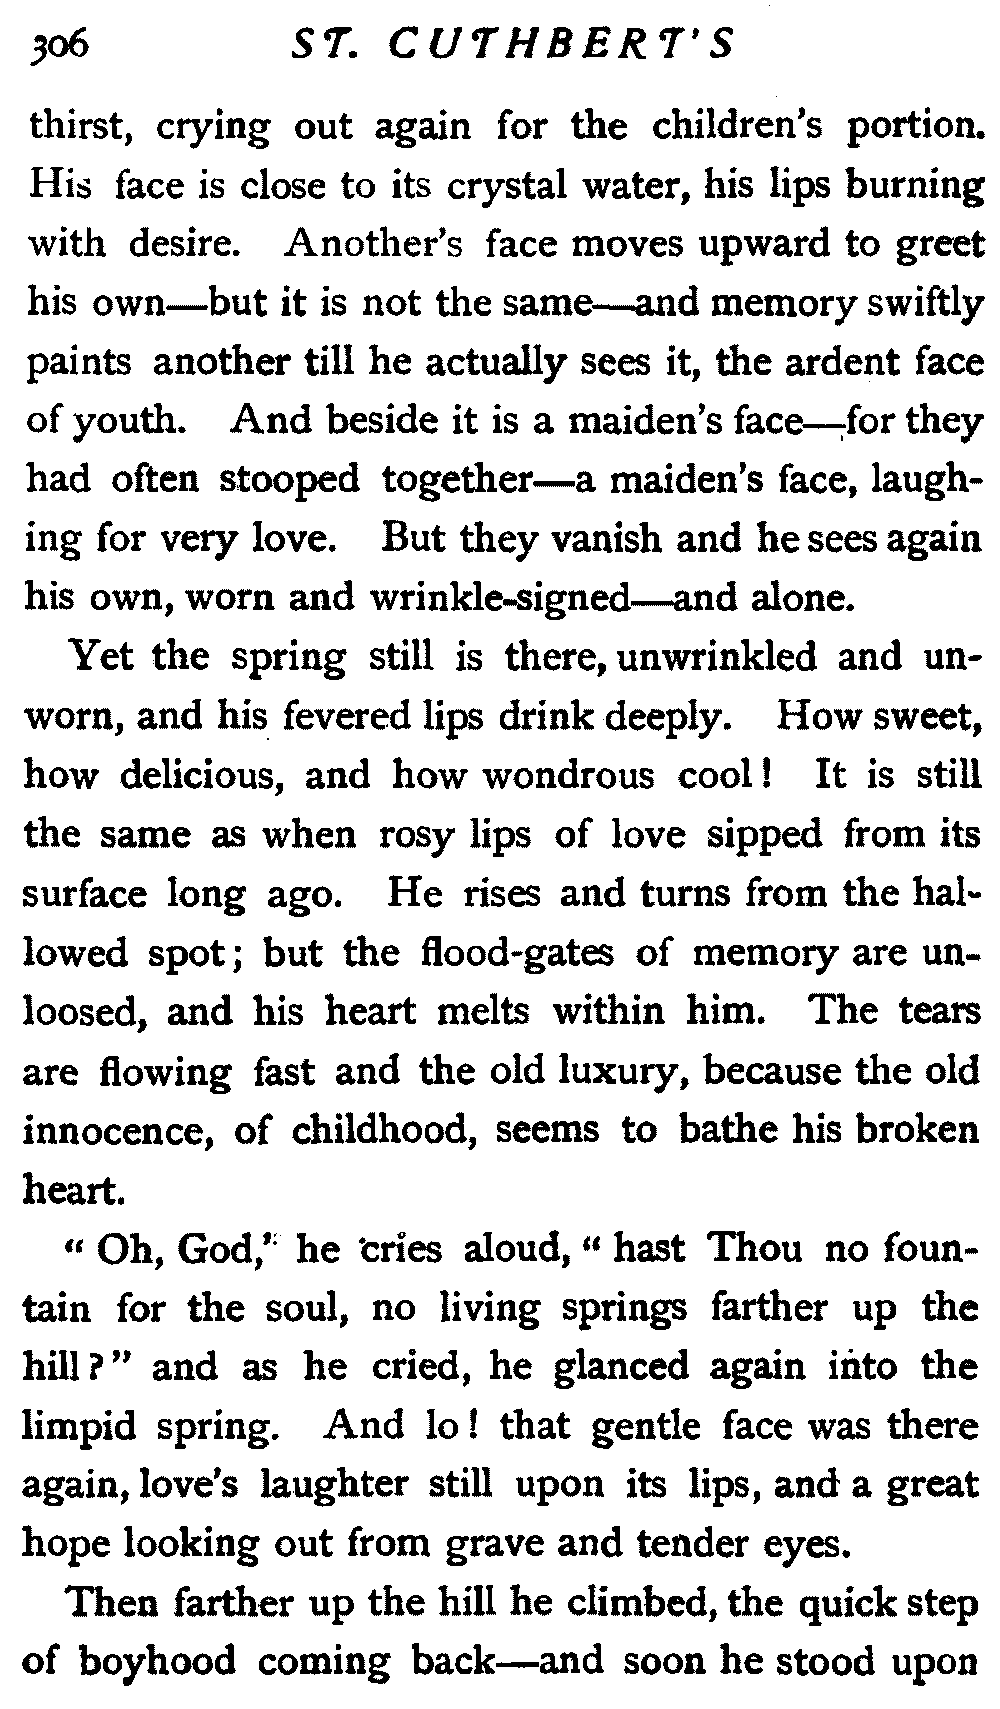 306 ST. CUTHBERT'S
thirst, crying out again for the children's portion.
His face is close to its crystal water, his lips burning
with desire. Another's face moves upward to greet
his own—but it is not the same—and memory swiftly
paints another till he actually sees it, the ardent face
of youth. And beside it is a maiden's face—for they
had often stooped together—a maiden's face, laugh-
ing for very love. But they vanish and he sees again
his own, worn and wrinkle-signed—and alone.
Yet the spring still is there, unwrinkled and un-
worn, and his fevered lips drink deeply. How sweet,
how delicious, and how wondrous cool! It is still
the same as when rosy lips of love sipped from its
surface long ago. He rises and turns from the hal-
lowed spot; but the flood-gates of memory are un-
loosed, and his heart melts within him. The tears
are flowing fast and the old luxury, because the old
innocence, of childhood, seems to bathe his broken
heart.
"Oh, God," he cries aloud, "hast Thou no foun-
tain for the soul, no living springs farther up the
hill?" and as he cried, he glanced again into the
limpid spring. And lo! that gentle face was there
again, love's laughter still upon its lips, and a great
hope looking out from grave and tender eyes.
Then farther up the hill he climbed, the quick step
of boyhood coming back—and soon he stood upon